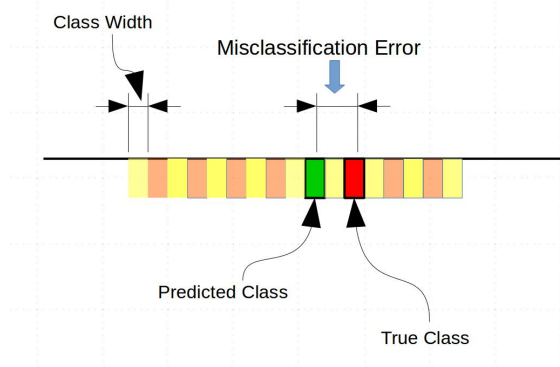 Class Width
Misclassification Error
Predicted Class
True Class